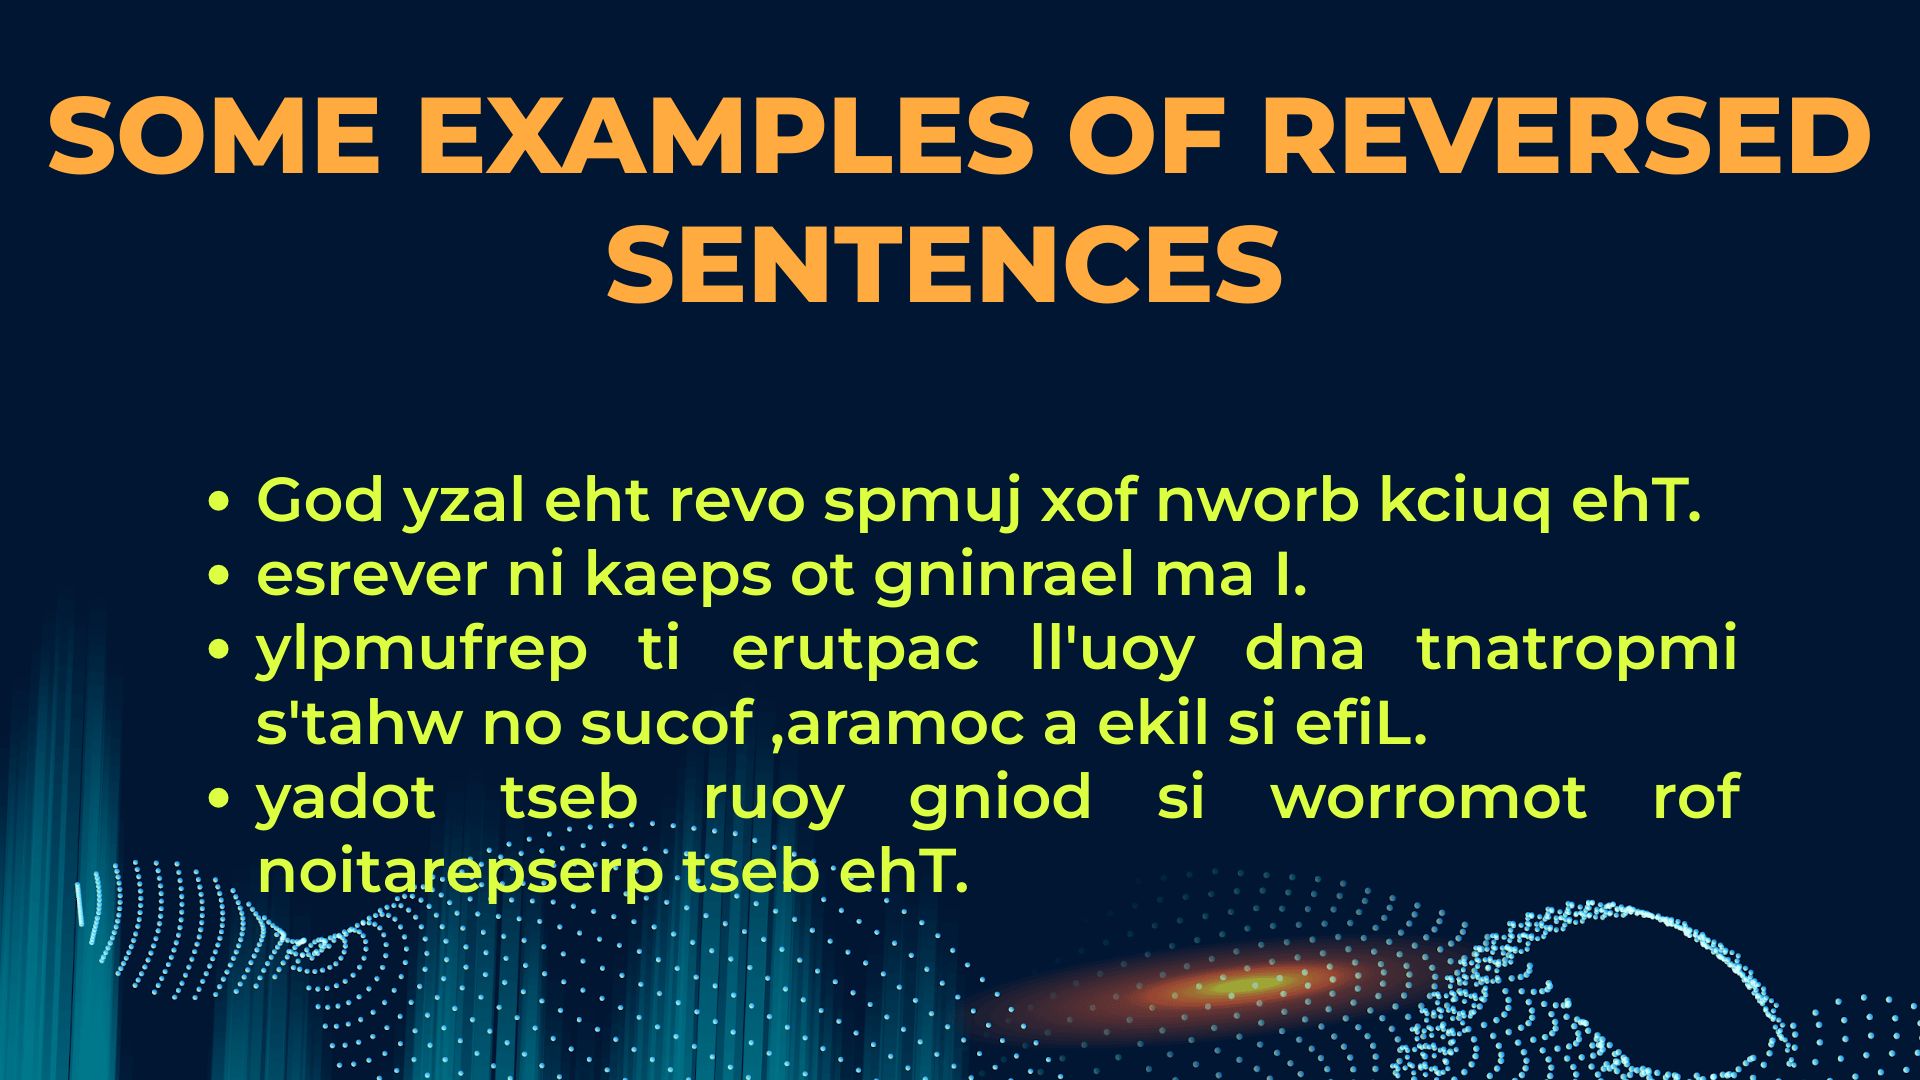 SOME EXAMPLES OF REVERSED
SENTENCES
• God yzal eht revo spmuj xof nworb kciuq ehT.
• esrever ni kaeps ot gninrael ma I.
• ylpmufrep ti erutpac ll'uoy dna tnatropmi
s'tahw no sucof ,aramoc a ekil si efiL.
• yadot tseb ruoy gniod si worromot rof
noitarepserp tseb ehT.